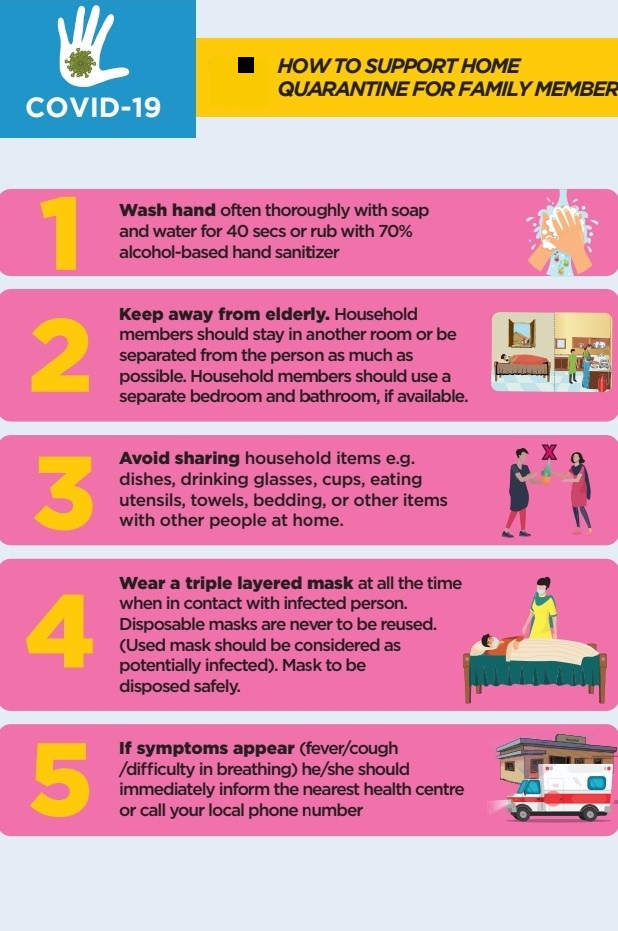 COVID-19
HOW TO SUPPORT HOME
QUARANTINE FOR FAMILY MEMBER
1
Wash hand often thoroughly with soap
and water for 40 secs or rub with 70%
alcohol-based hand sanitizer
2
Keep away from elderly. Household
members should stay in another room or be
separated from the person as much as
possible. Household members should use a
separate bedroom and bathroom, if available.
3
Avoid sharing household items e.g.
dishes, drinking glasses, cups, eating
utensils, towels, bedding, or other items
with other people at home.
X
4
Wear a triple layered mask at all the time
when in contact with infected person.
Disposable masks are never to be reused.
(Used mask should be considered as
potentially infected). Mask to be
disposed safely.
5
If symptoms appear (fever/cough
/difficulty in breathing) he/she should
immediately inform the nearest health centre
or call your local phone number